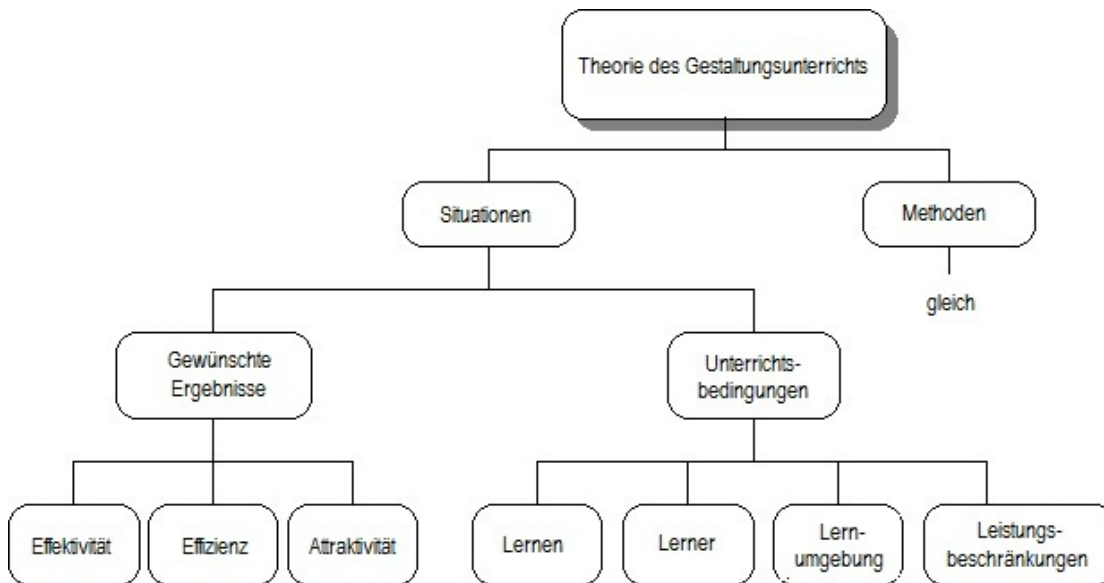 Theorie des Gestaltungsunterrichts
Situationen
Methoden
gleich
Gewünschte
Ergebnisse
Unterrichts-
bedingungen
Effektivität
Effizienz
Attraktivität
Lernen
Lerner
Lern-
umgebung
Leistungs-
beschränkungen